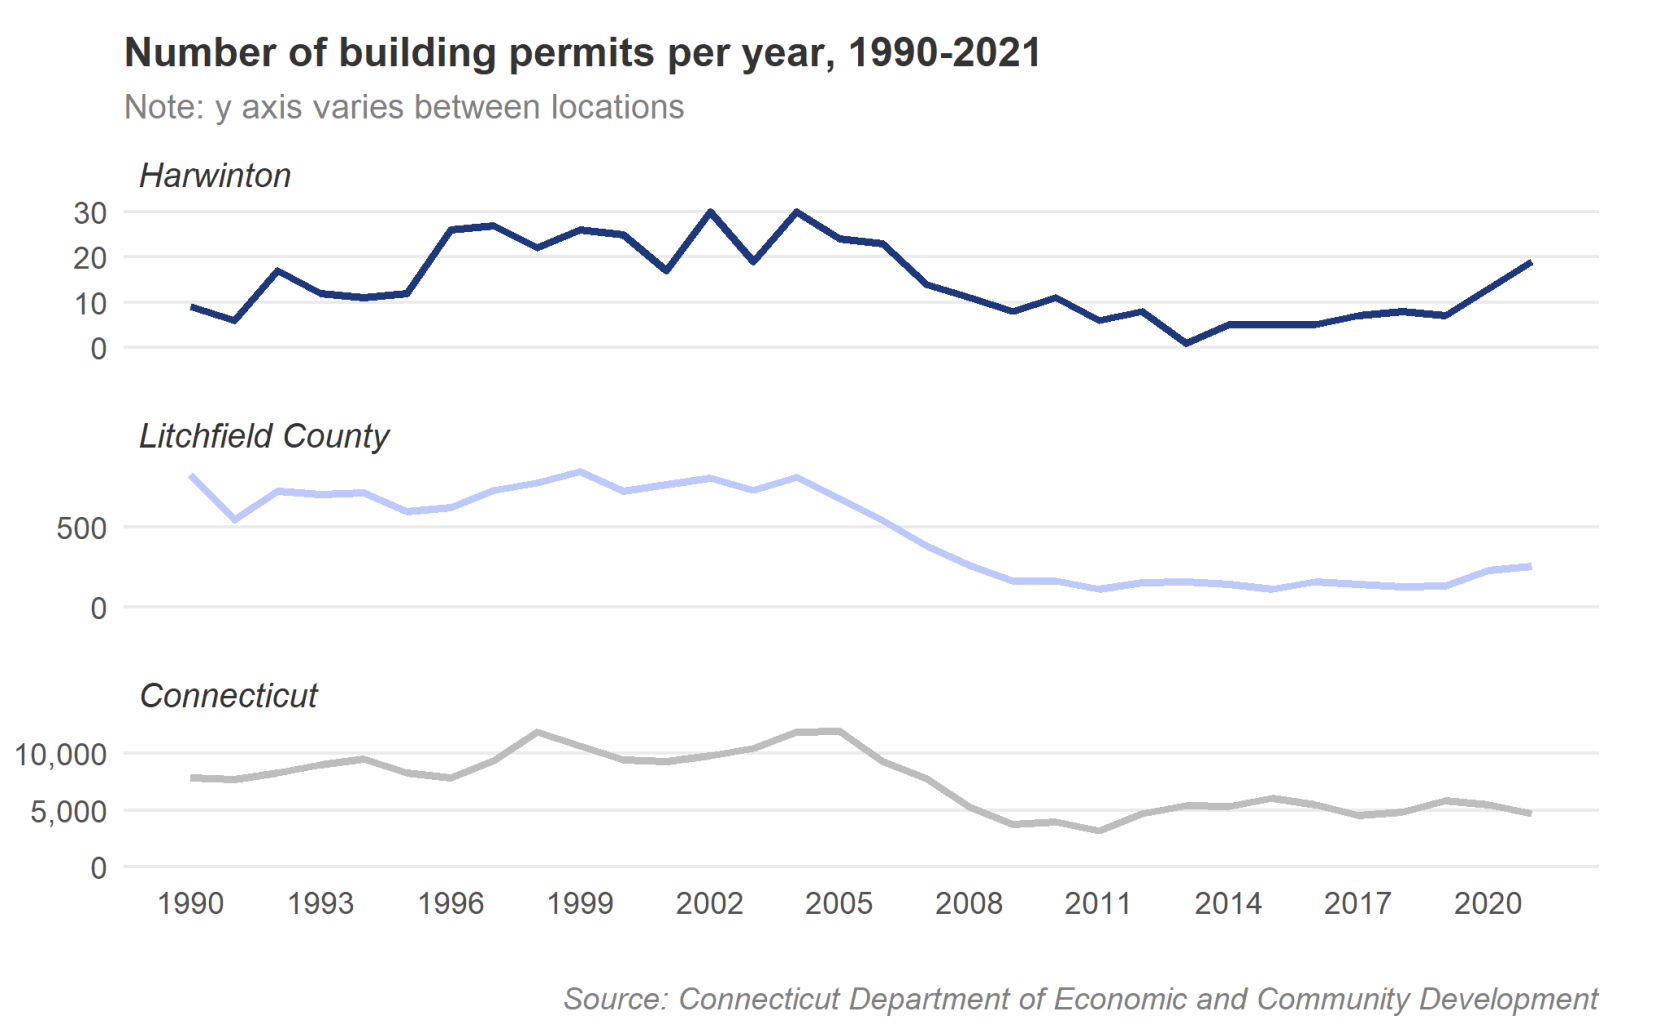 Number of building permits per year, 1990-2021
Note: y axis varies between locations
Harwinton
30
20
10
0
Litchfield County
500
0
Connecticut
10,000
5,000
0
1990 1993 1996 1999 2002 2005 2008 2011 2014 2017 2020
Source: Connecticut Department of Economic and Community Development